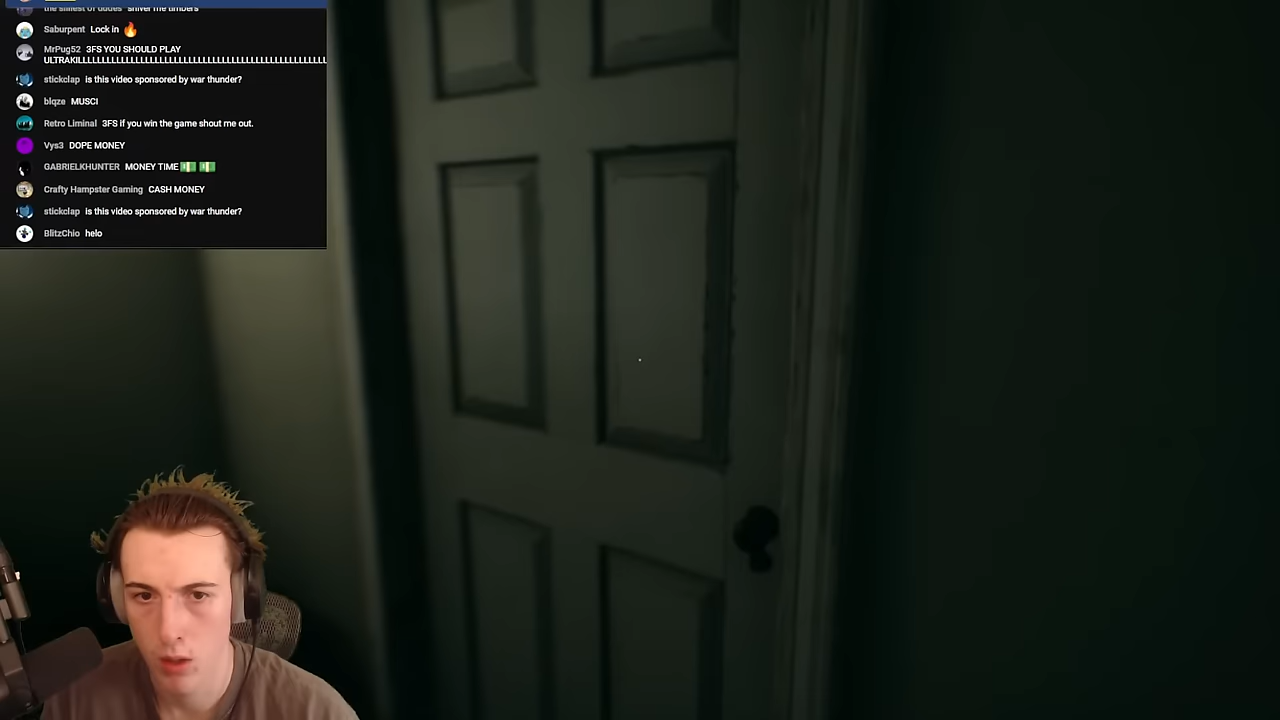 the silliest of dudes shiver me timbers
Saburpent Lock in
MrPug52 3FS YOU SHOULD PLAY
stickclap is this video sponsored by war thunder?
blqze MUSCI
Retro Liminal 3FS if you win the game shout me out.
Vys3 DOPE MONEY
GABRIELKHUNTER MONEY TIME
Crafty Hampster Gaming CASH MONEY
stickclap is this video sponsored by war thunder?
BlitzChio helo